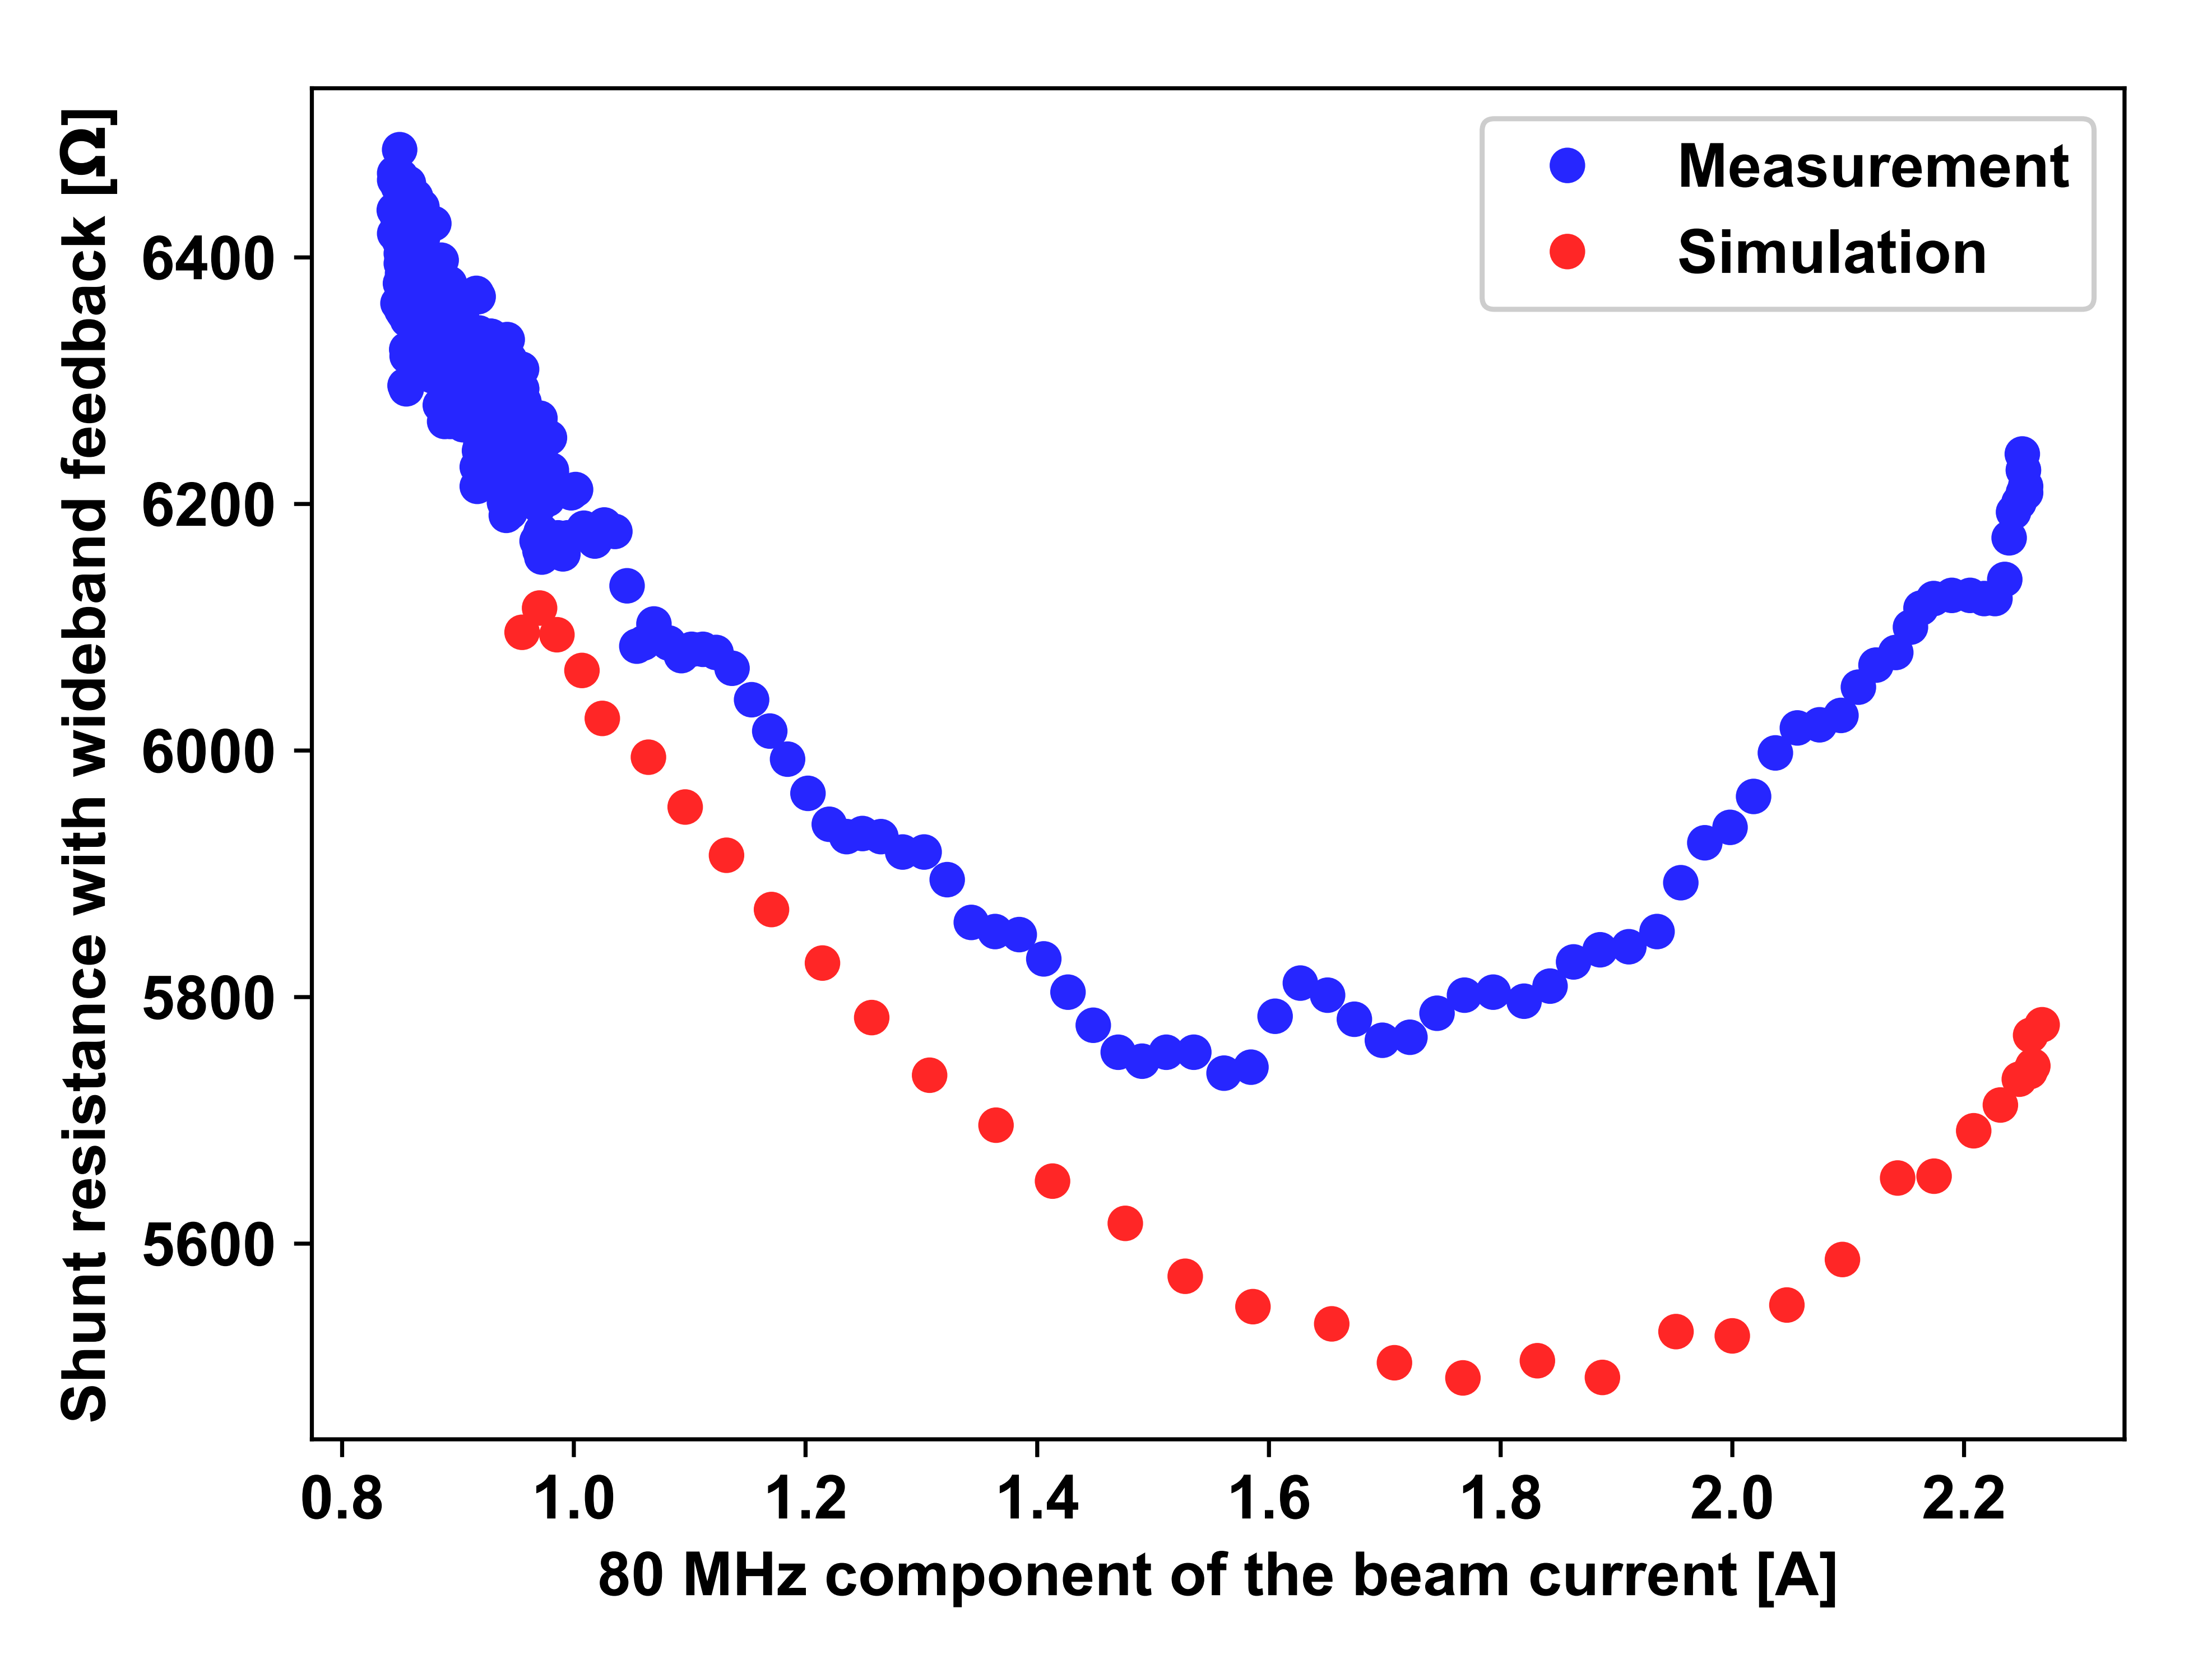 Shunt resistance with wideband feedback [Ω]
6400
6200
6000
5800
5600
Measurement
Simulation
0.8 1.0 1.2 1.4 1.6 1.8 2.0 2.2
80 MHz component of the beam current [A]